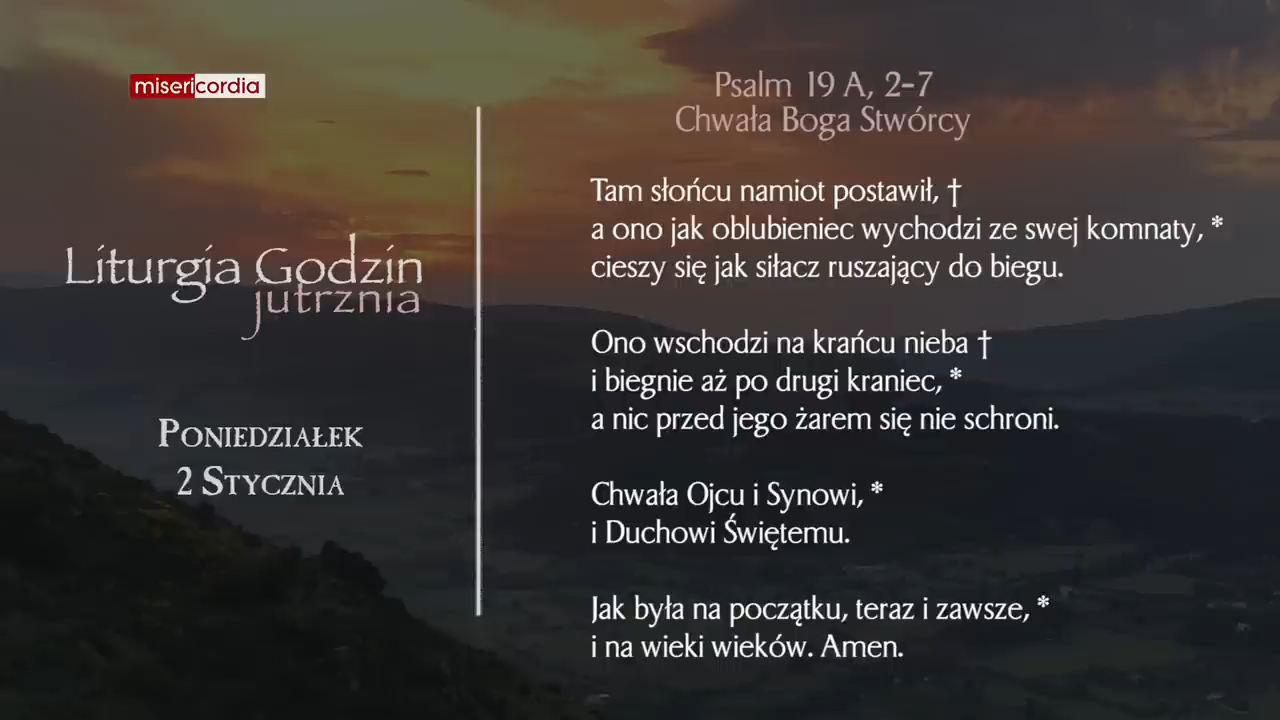 misericordia
Liturgia Godzin
jutrznia
Poniedziałek
2 Stycznia
Psalm 19 A, 2-7
Chwała Boga Stwórcy
Tam słońcu namiot postawił, †
a ono jak oblubieniec wychodzi ze swej komnaty, *
cieszy się jak siłacz ruszający do biegu.
Ono wschodzi na krańcu nieba †
i biegnie aż po drugi kraniec, *
a nic przed jego żarem się nie schroni.
Chwała Ojcu i Synowi, *
i Duchowi Świętemu.
Jak była na początku, teraz i zawsze, *
i na wieki wieków. Amen.